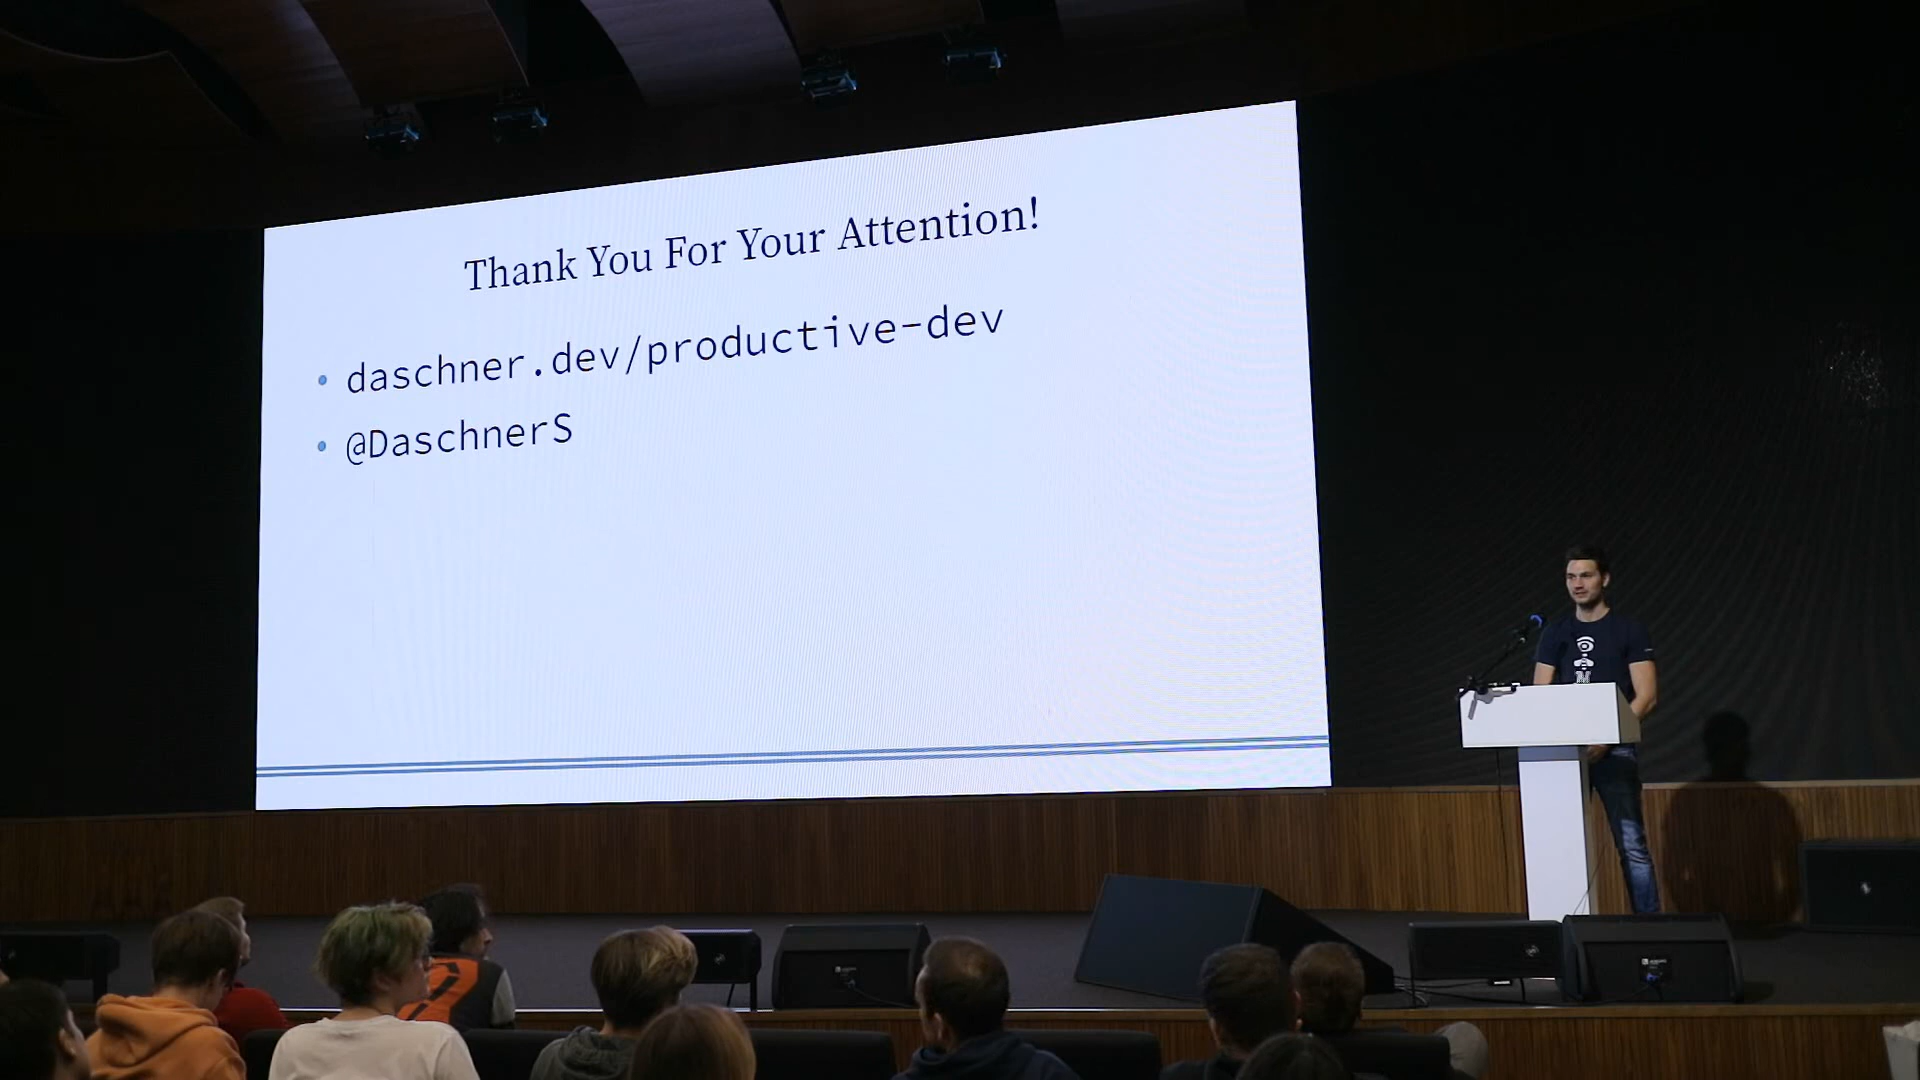 Thank You For Your Attention!
daschner.dev/productive-dev
@DaschnerS